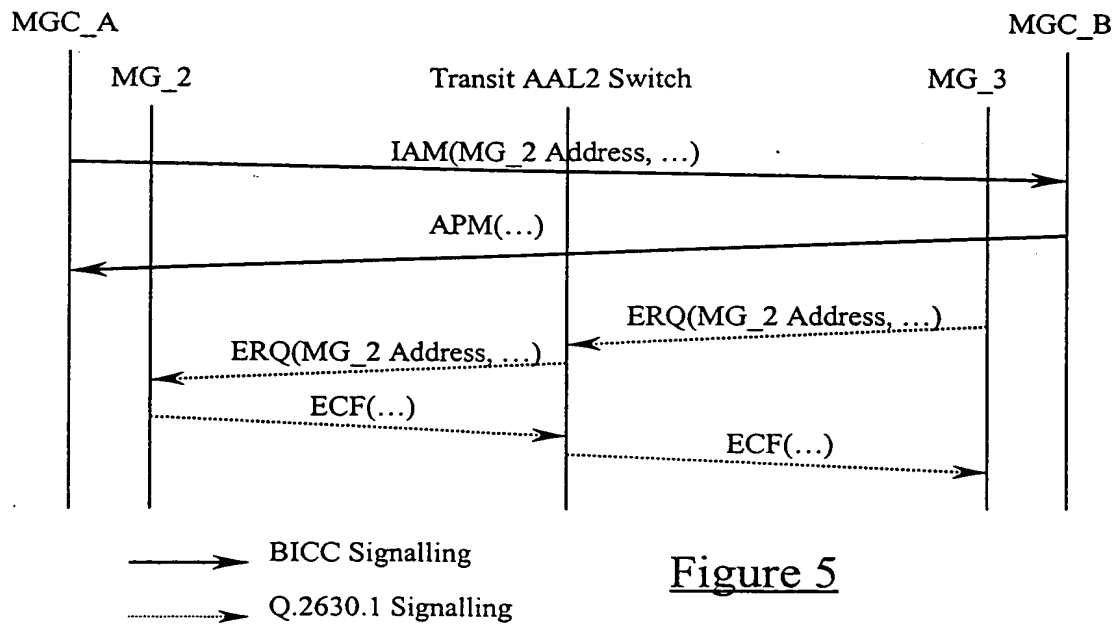 MGC_A
MGC_B
MG_2
Transit AAL2 Switch
MG_3
IAM(MG_2 Address, ...)
APM(...)
ERQ(MG_2 Address, ...)
ERQ(MG_2 Address, ...)
ECF(...)
ECF(...)
BICC Signalling
Q.2630.1 Signalling
Figure 5